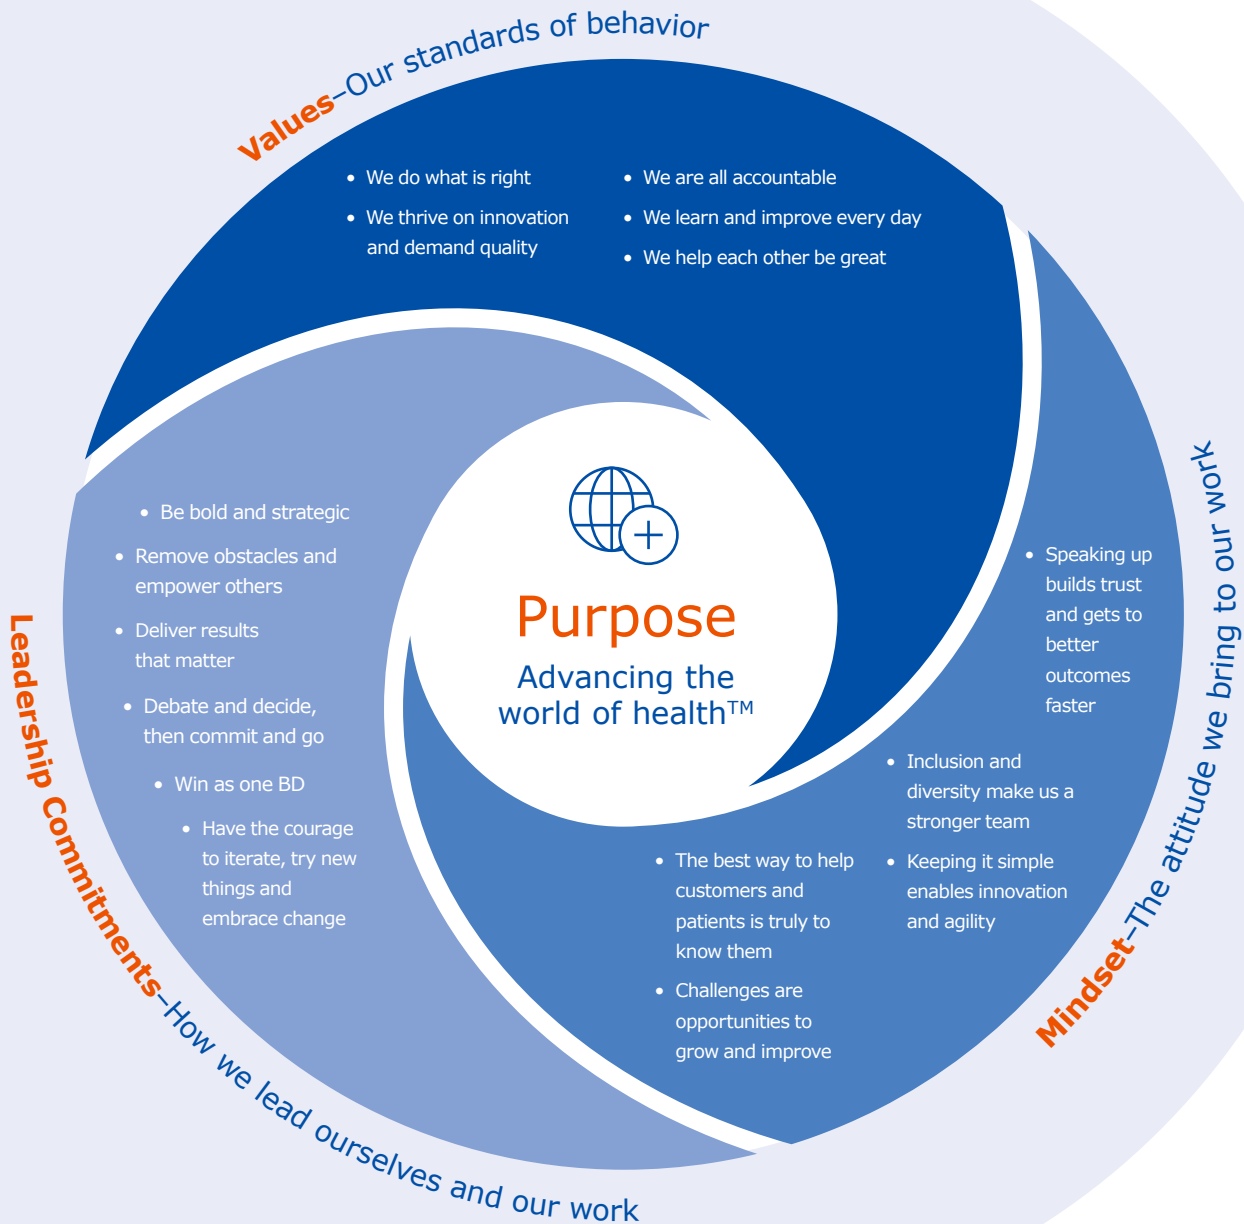 Values–Our standards of behavior
• We do what is right
• We thrive on innovation
and demand quality
• We are all accountable
• We learn and improve every day
• We help each other be great
Purpose
Advancing the
world of health™
Mindset–The attitude we bring to our work
• Speaking up
builds trust
and gets to
better
outcomes
faster
• Inclusion and
diversity make us a
stronger team
• Keeping it simple
enables innovation
and agility
• The best way to help
customers and
patients is truly to
know them
• Challenges are
opportunities to
grow and improve
Leadership Commitments–How we lead ourselves and our work
• Be bold and strategic
• Remove obstacles and
empower others
• Deliver results
that matter
• Debate and decide,
then commit and go
• Win as one BD
• Have the courage
to iterate, try new
things and
embrace change